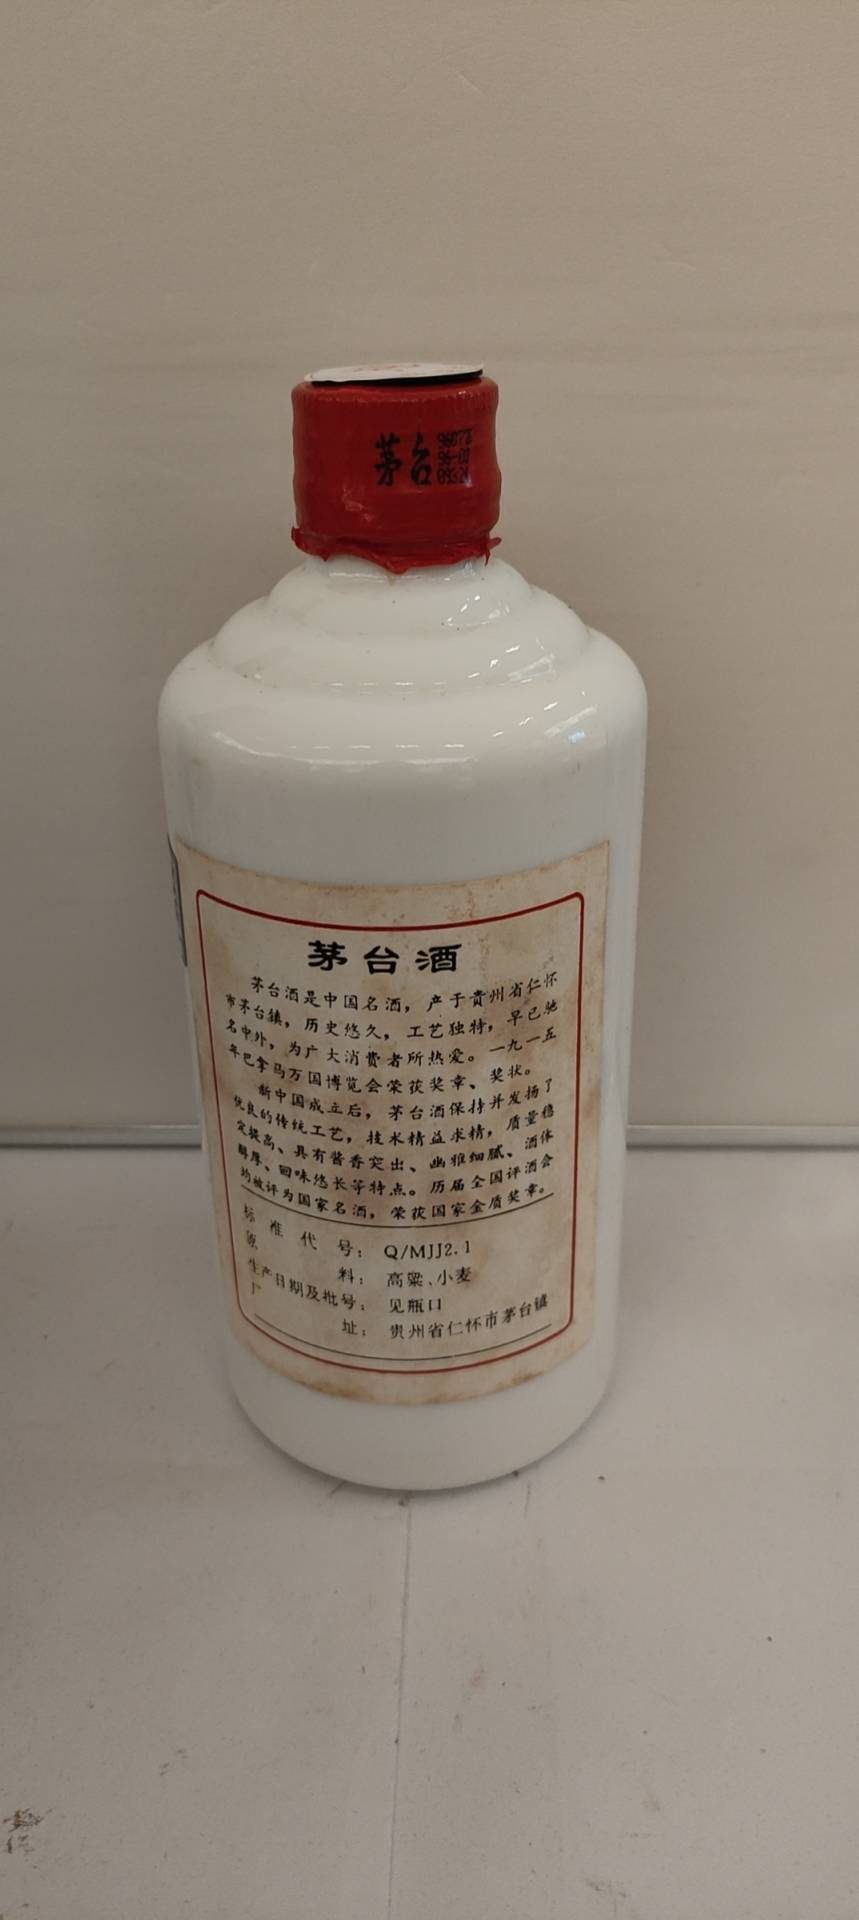 茅台
茅台酒
茅台酒是中国名酒，产于贵州省仁怀
市茅台镇，历史悠久，工艺独特，早已驰
名中外，为广大消费者所热爱。一九一五
年巴拿马万国博览会荣获奖章、奖状。
新中国成立后，茅台酒保持并发扬了
优良的传统工艺，技术精益求精，质量稳
定提高、具有酱香突出、幽雅细腻、酒体
醇厚、回味悠长等特点。历届全国评酒会
均被评为国家名酒，荣获国家金质奖章。
标准代号：Q/MJJ2.1
原料：高粱、小麦
生产日期及批号：见瓶口
厂址：贵州省仁怀市茅台镇